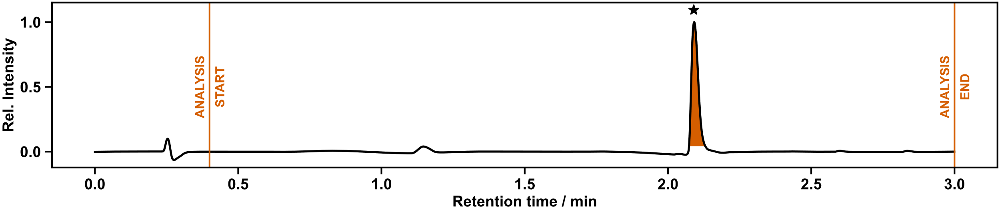 1.0
0.5
0.0
Rel. Intensity
ANALYSIS
START
ANALYSIS
END
0.0
0.5
1.0
1.5
2.0
2.5
3.0
Retention time / min